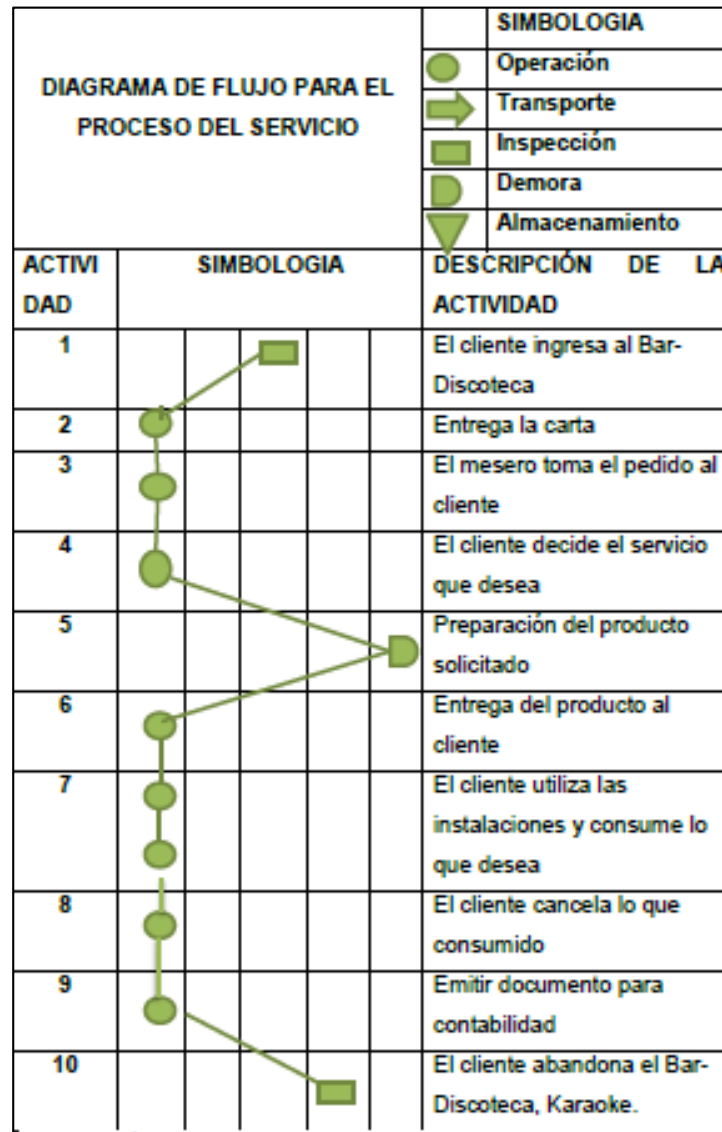 DIAGRAMA DE FLUJO PARA EL
PROCESO DEL SERVICIO
SIMBOLOGIA
Operación
Transporte
Inspección
Demora
Almacenamiento
ACTIVI
DAD
SIMBOLOGIA
DESCRIPCIÓN DE LA
ACTIVIDAD
1
El cliente ingresa al Bar-
Discoteca
2
Entrega la carta
3
El mesero toma el pedido al
cliente
4
El cliente decide el servicio
que desea
5
Preparación del producto
solicitado
6
Entrega del producto al
cliente
7
El cliente utiliza las
instalaciones y consume lo
que desea
8
El cliente cancela lo que
consumido
9
Emitir documento para
contabilidad
10
El cliente abandona el Bar-
Discoteca, Karaoke.